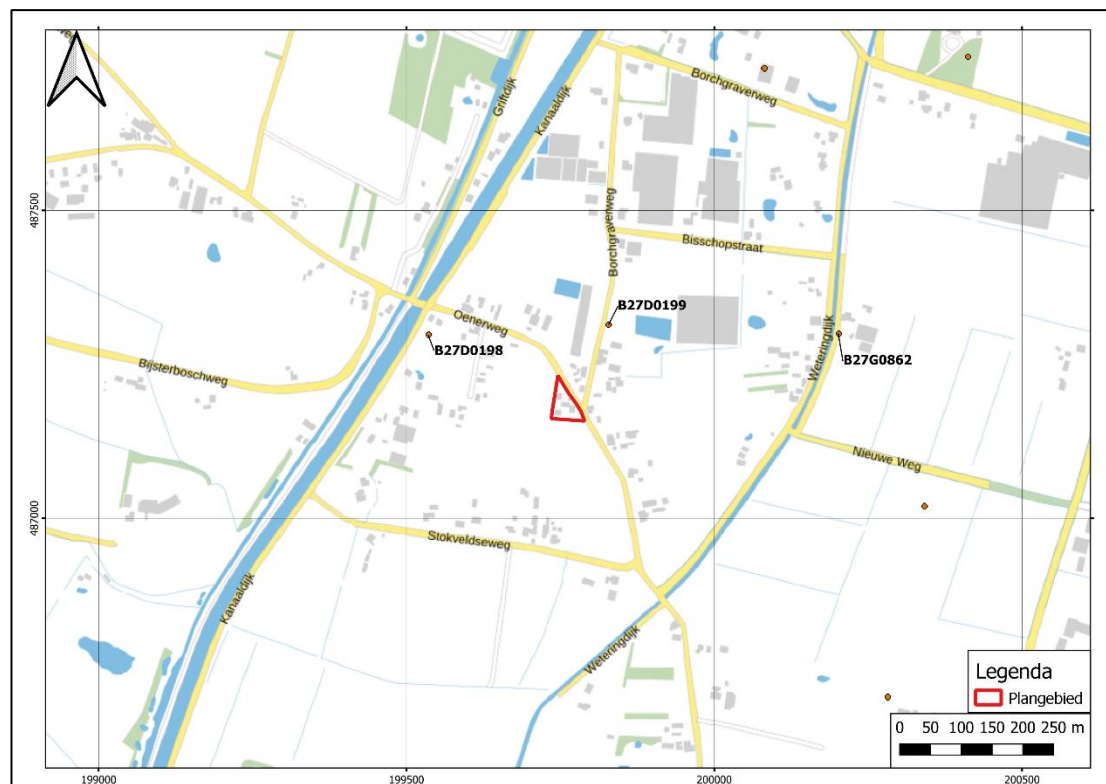 weg
Griftdijk
Kanaaldijk
Borchgraverweg
487500
Borchgraverweg
Bisschopstraat
Oenerweg
B27D0199
B27D0198
B27G0862
Bijsterboschweg
Weteringdijk
Nieuwe Weg
487000
Stokveldseweg
Kanaaldijk
Weteringdijk
Legenda
Plangebied
0 50 100 150 200 250 m
199000 199500 200000 200500